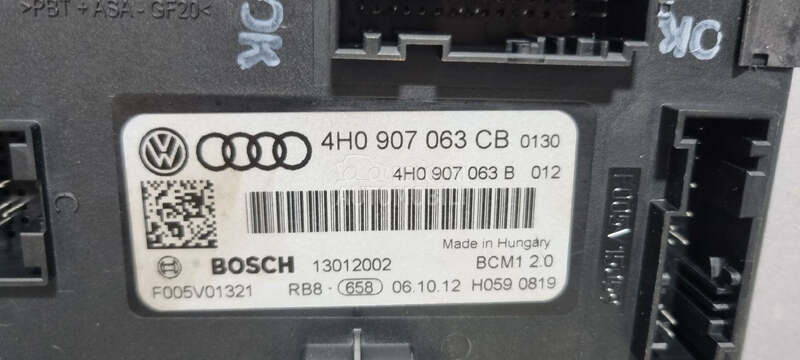 >PBT + ASA - GF20<
OK
OK
4H0 907 063 CB 0130
4H0 907 063 B 012
Made in Hungary
BOSCH 13012002 BCM1 2.0
F005V01321 RB8 - 658 06.10.12 H059 0819
C